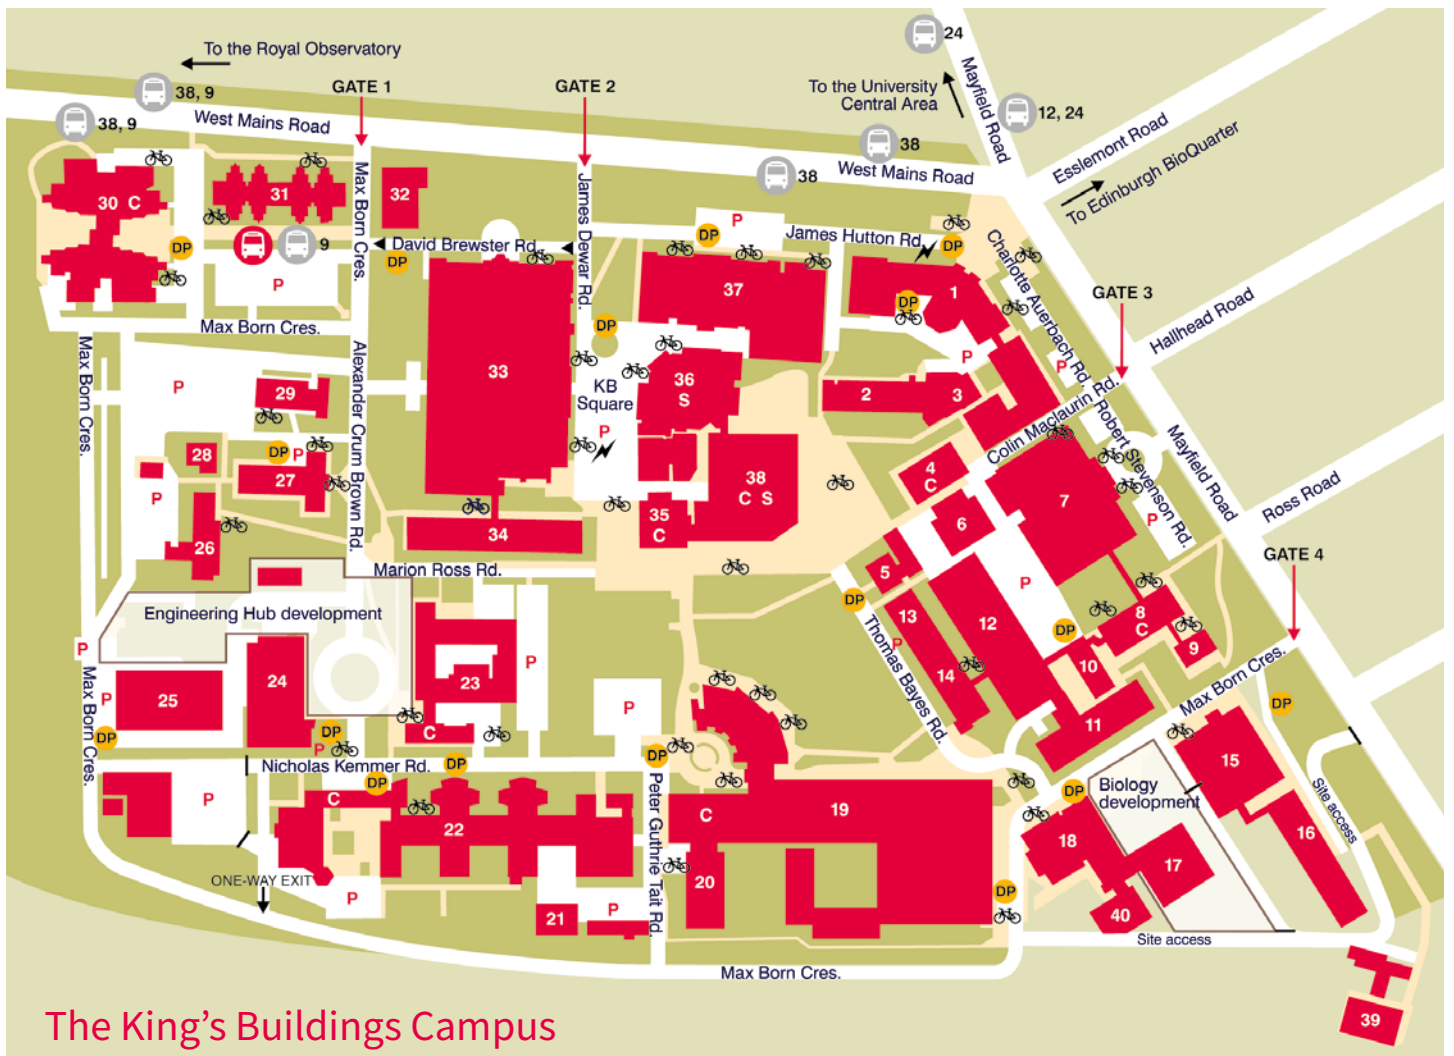 24
To the Royal Observatory
38, 9
38, 9
West Mains Road
GATE 1
GATE 2
To the University
Central Area
Mayfield Road
12, 24
Esslemont Road
To Edinburgh BioQuarter
38
38
West Mains Road
30 C
31
32
Max Born Cres.
James Dewar Rd.
P
DP
James Hutton Rd.
DP
Charlotte Auerbach Rd.
DP
9
David Brewster Rd.
DP
P
37
DP
1
GATE 3
Hallhead Road
Max Born Cres.
DP
Max Born Cres.
Alexander Crum Brown Rd.
P
29
33
KB
Square
P
36
S
2
3
P
P
Colin Maclaurin Rd.
Robert Stevenson Rd.
Mayfield Road
Ross Road
28
DP
P
27
P
26
34
35
C
38
C S
4
C
6
7
P
GATE 4
Marion Ross Rd.
5
P
Engineering Hub development
DP
13
P
12
DP
8
C
9
10
Thomas Bayes Rd.
14
11
Max Born Cres.
P
Max Born Cres.
P
25
24
23
P
P
C
DP
DP
P
DP
15
Nicholas Kemmer Rd.
DP
DP
DP
Biology
development
DP
Site access
16
P
C
22
Peter Guthrie Tait Rd.
C
19
18
17
ONE-WAY EXIT
P
20
DP
21
P
40
Site access
Max Born Cres.
39
The King's Buildings Campus